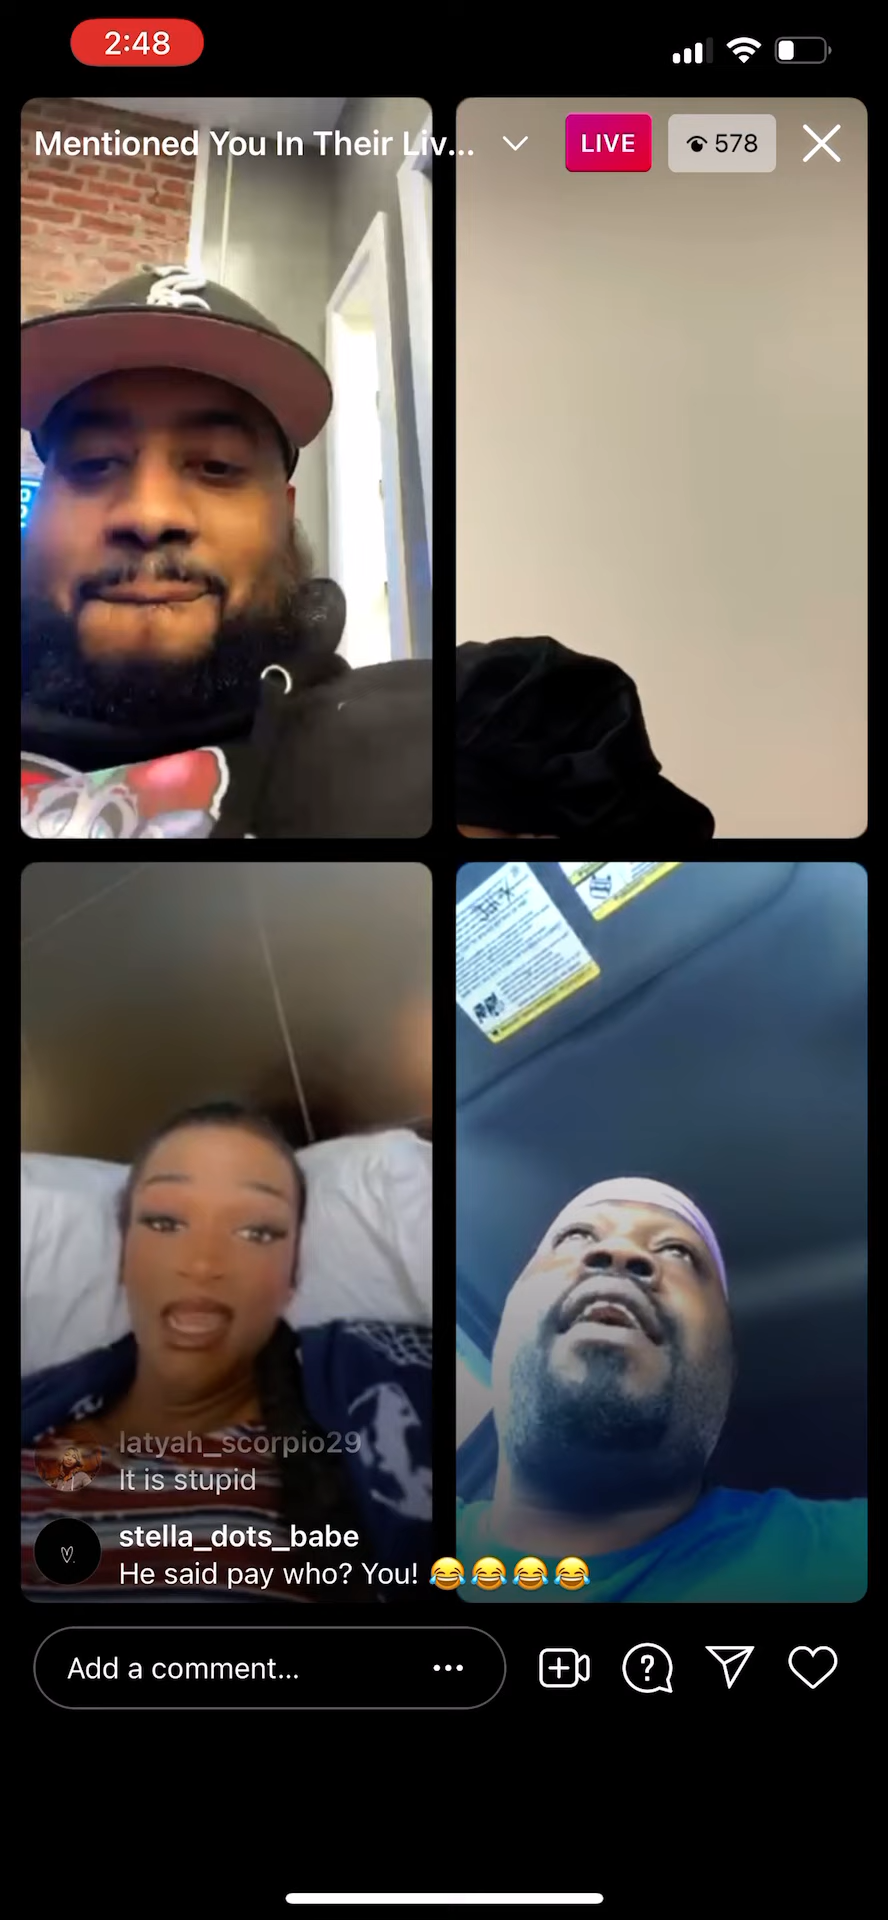 2:48
Mentioned You In Their Liv...
LIVE
578
latyah_scorpio29
It is stupid
stella_dots_babe
He said pay who? You! 😂😂😂😂
Add a comment...